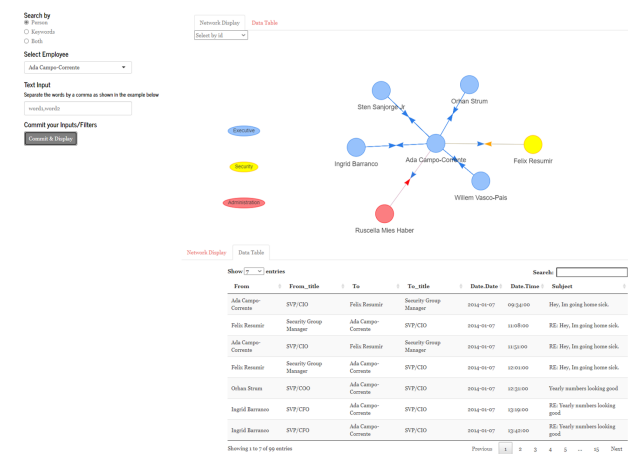 Search by
Person
Keywords
Both
Select Employee
Ada Campo-Corrente
Text Input
Separate the words by a comma as shown in the example below
word1,word2
Commit your Inputs/Filters
Commit & Display
Network Display Data Table
Select by id
Sten Sanjorge Jr
Orhan Strum
Executive
Ingrid Barranco
Ada Campo-Corrente
Felix Resumir
Security
Willem Vasco-Pais
Administration
Ruscella Mies Haber
Network Display Data Table
Show 7 entries Search:
From From_title To To_title Date.Date Date.Time Subject
Ada Campo-Corrente SVP/CIO Felix Resumir Security Group Manager 2014-01-07 09:34:00 Hey, Im going home sick.
Felix Resumir Security Group Manager Ada Campo-Corrente SVP/CIO 2014-01-07 11:08:00 RE: Hey, Im going home sick.
Ada Campo-Corrente SVP/CIO Felix Resumir Security Group Manager 2014-01-07 11:51:00 RE: Hey, Im going home sick.
Felix Resumir Security Group Manager Ada Campo-Corrente SVP/CIO 2014-01-07 12:01:00 RE: Hey, Im going home sick.
Orhan Strum SVP/COO Ada Campo-Corrente SVP/CIO 2014-01-07 12:31:00 Yearly numbers looking good
Ingrid Barranco SVP/CFO Ada Campo-Corrente SVP/CIO 2014-01-07 13:19:00 RE: Yearly numbers looking good
Ingrid Barranco SVP/CFO Ada Campo-Corrente SVP/CIO 2014-01-07 13:42:00 RE: Yearly numbers looking good
Showing 1 to 7 of 99 entries Previous 1 2 3 4 5 ... 15 Next